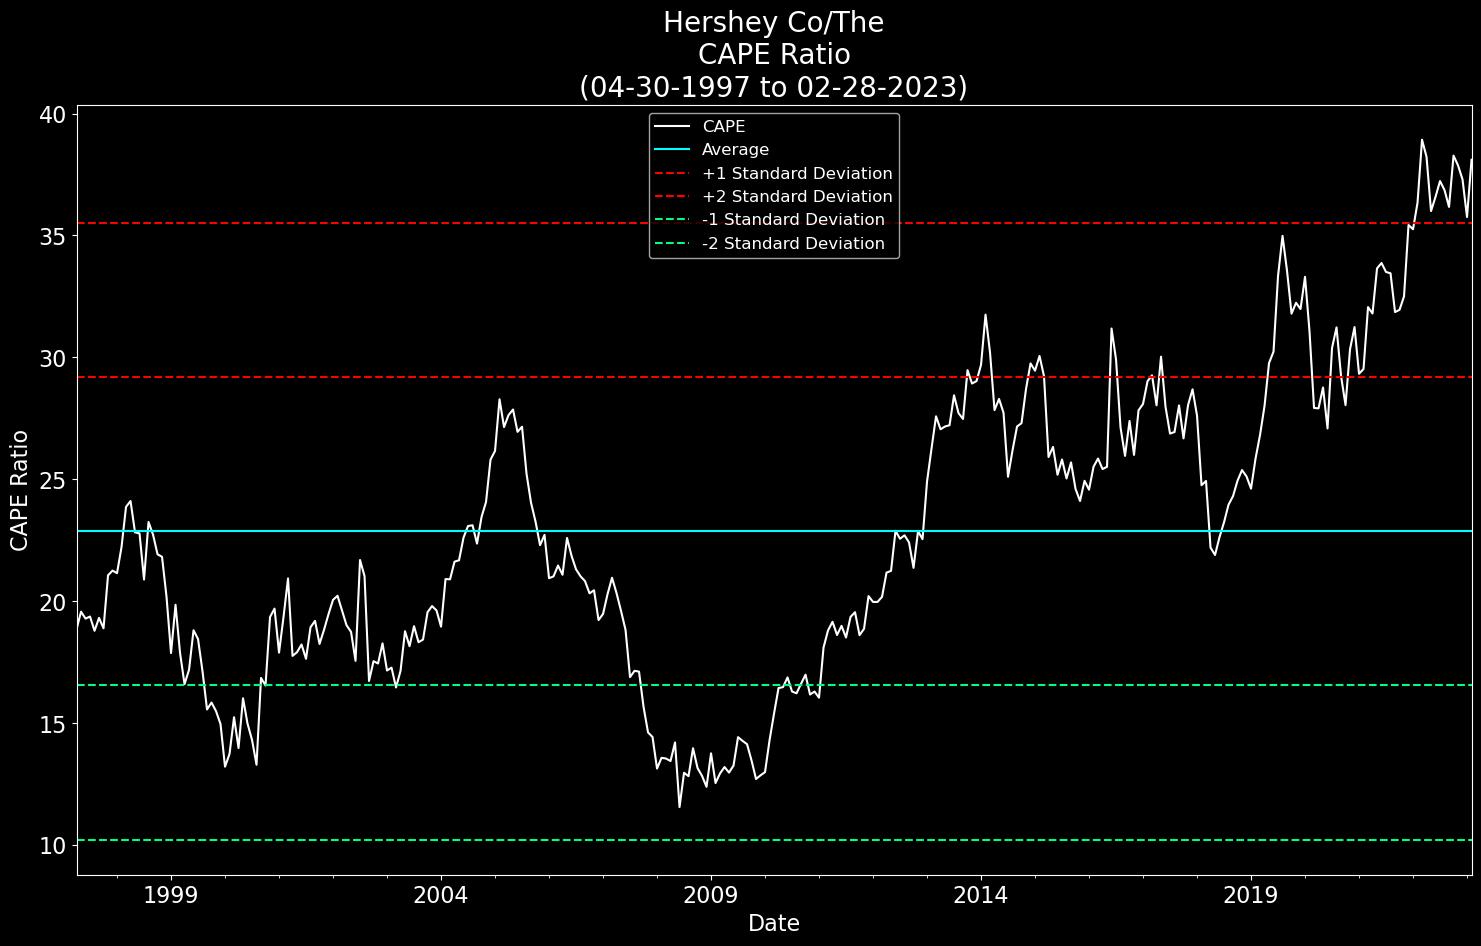 Hershey Co/The
CAPE Ratio
(04-30-1997 to 02-28-2023)
CAPE
Average
+1 Standard Deviation
+2 Standard Deviation
-1 Standard Deviation
-2 Standard Deviation
40
35
30
25
20
15
10
CAPE Ratio
1999 2004 2009 2014 2019
Date